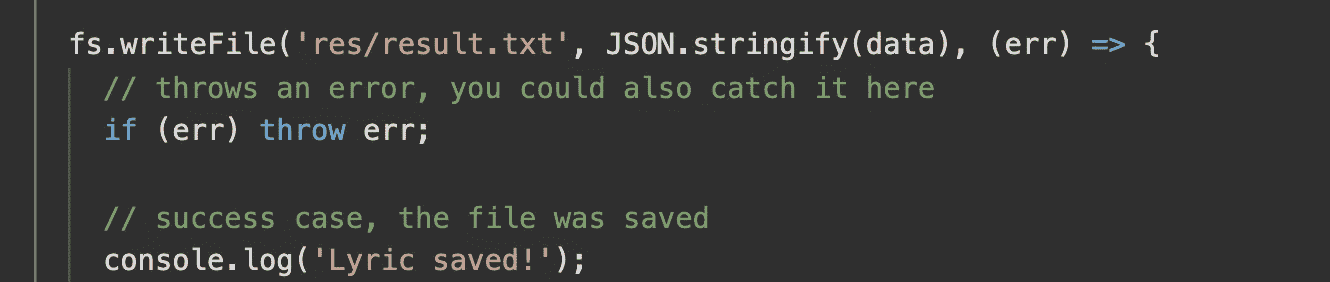 fs.writeFile('res/result.txt', JSON.stringify(data), (err) => {
// throws an error, you could also catch it here
if (err) throw err;
// success case, the file was saved
console.log('Lyric saved!');